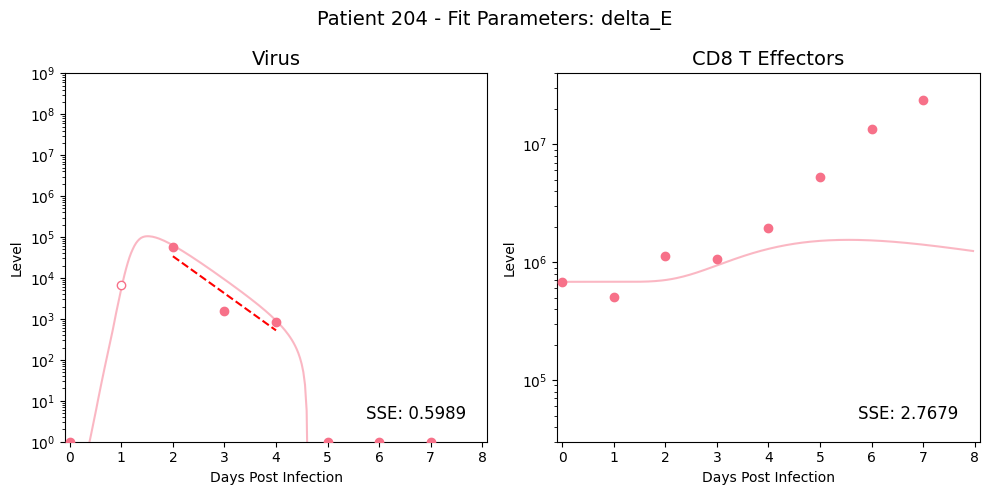 Patient 204 - Fit Parameters: delta_E
Virus
10^9
10^8
10^7
10^6
10^5
10^4
10^3
10^2
10^1
10^0
Level
0 1 2 3 4 5 6 7 8
Days Post Infection
SSE: 0.5989
CD8 T Effectors
10^7
10^6
10^5
Level
0 1 2 3 4 5 6 7 8
Days Post Infection
SSE: 2.7679